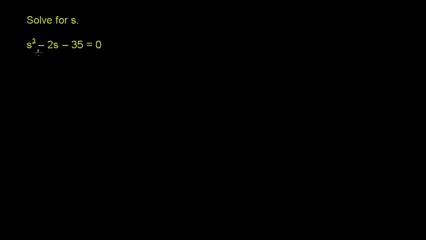 Solve for s.
s² – 2s – 35 = 0